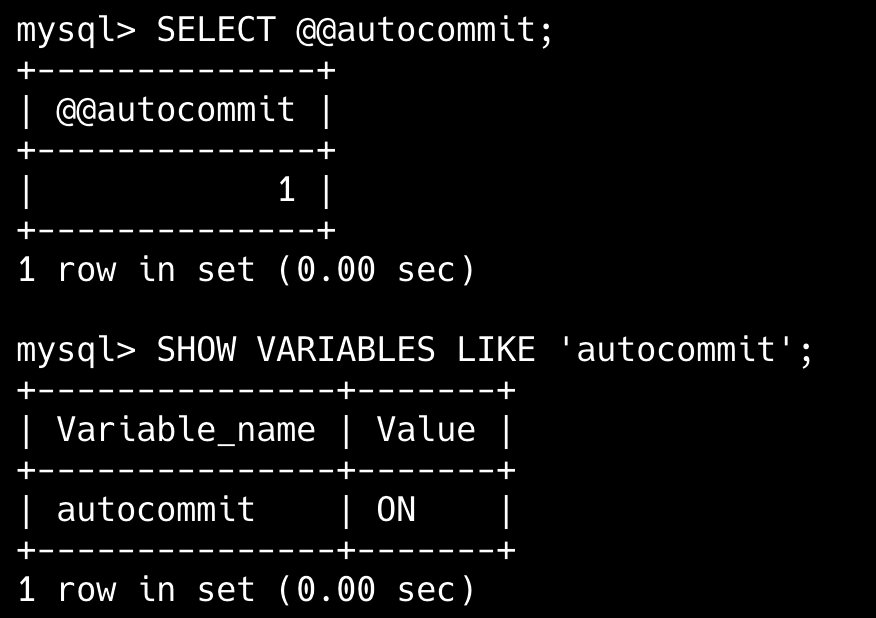 mysql> SELECT @@autocommit;
+--------------+
| @@autocommit |
+--------------+
|            1 |
+--------------+
1 row in set (0.00 sec)

mysql> SHOW VARIABLES LIKE 'autocommit';
+---------------+-------+
| Variable_name | Value |
+---------------+-------+
| autocommit    | ON    |
+---------------+-------+
1 row in set (0.00 sec)